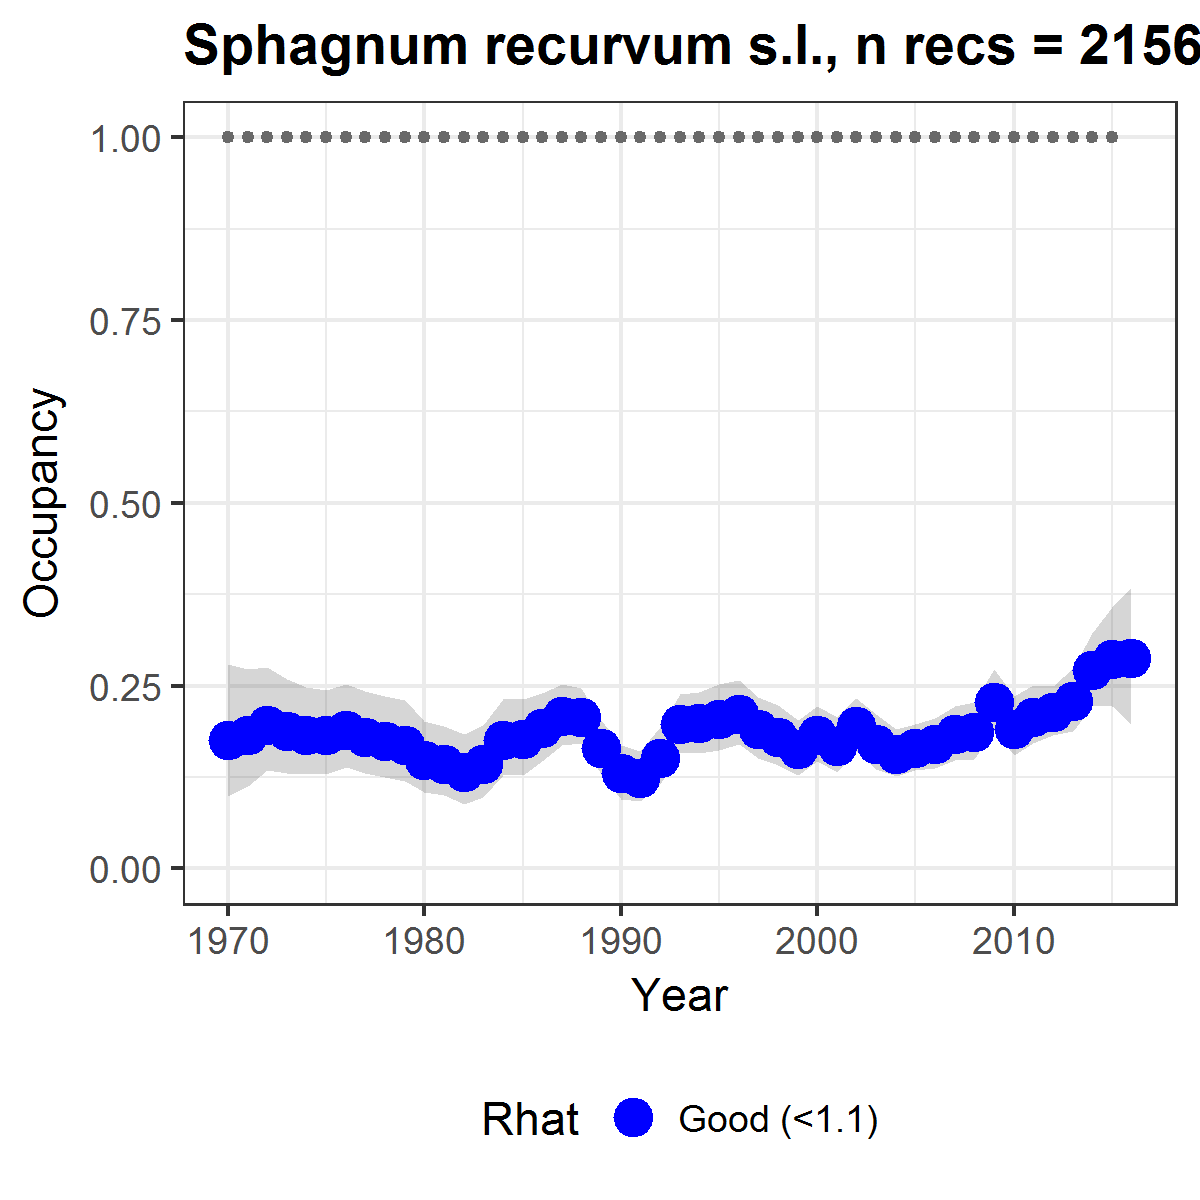 Sphagnum recurvum s.l., n recs = 2156
1.00
0.75
0.50
0.25
0.00
Occupancy
1970 1980 1990 2000 2010
Year
Rhat Good (<1.1)